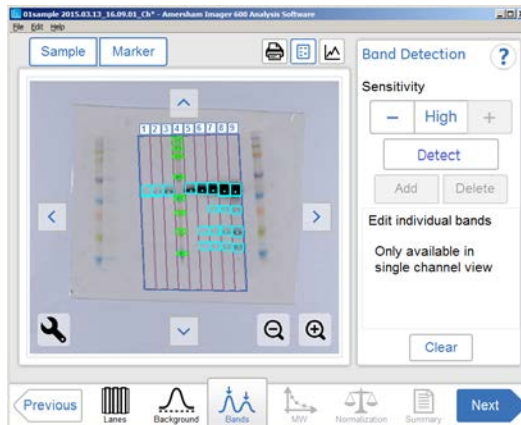 01sample 2015.03.13_16.09.01_Ch* - Amersham Imager 600 Analysis Software
File Edit Help
Sample Marker
Band Detection ?
Sensitivity
− High +
Detect
Add Delete
Edit individual bands
Only available in
single channel view
Clear
1 2 3 4 5 6 7 8 9
Previous
Lanes
Background
Bands
MW
Normalization
Summary
Next